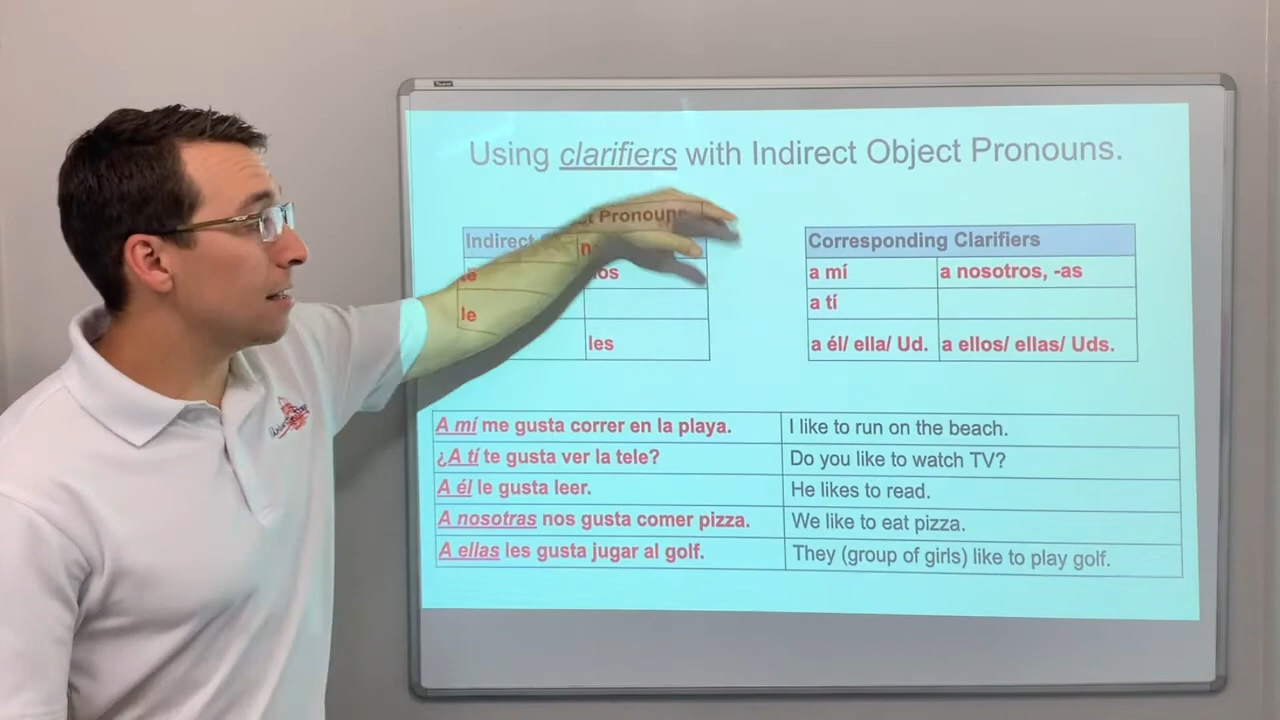 Using clarifiers with Indirect Object Pronouns.
Indirect Pronouns
Corresponding Clarifiers
a mí a nosotros, -as
te
a tí
le les
a él/ ella/ Ud. a ellos/ ellas/ Uds.
A mí me gusta correr en la playa. I like to run on the beach.
¿A tí te gusta ver la tele? Do you like to watch TV?
A él le gusta leer. He likes to read.
A nosotras nos gusta comer pizza. We like to eat pizza.
A ellas les gusta jugar al golf. They (group of girls) like to play golf.